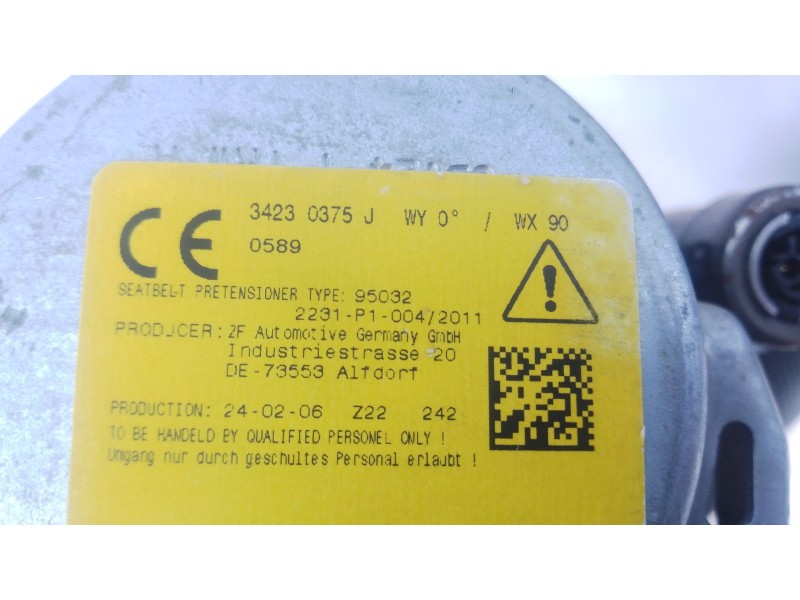 3423 0375 J WY 0° / WX 90
CE 0589
SEATBELT PRETENSIONER TYPE: 95032
2231-P1-004/2011
PRODUCER: ZF Automotive Germany GmbH
Industriestrasse 20
DE-73553 Alfdorf
PRODUCTION: 24-02-06 Z22 242
TO BE HANDELD BY QUALIFIED PERSONEL ONLY !
Umgang nur durch geschultes Personal erlaubt !